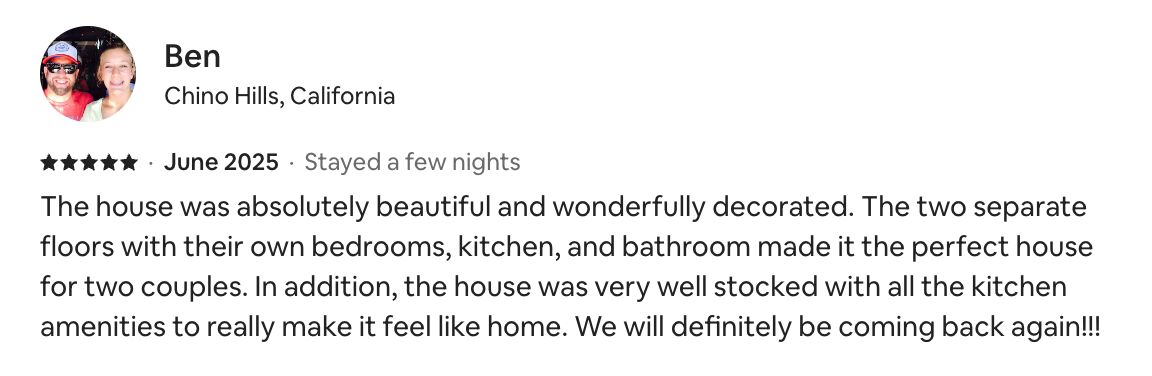 Ben
Chino Hills, California
★★★★★ · June 2025 · Stayed a few nights
The house was absolutely beautiful and wonderfully decorated. The two separate
floors with their own bedrooms, kitchen, and bathroom made it the perfect house
for two couples. In addition, the house was very well stocked with all the kitchen
amenities to really make it feel like home. We will definitely be coming back again!!!